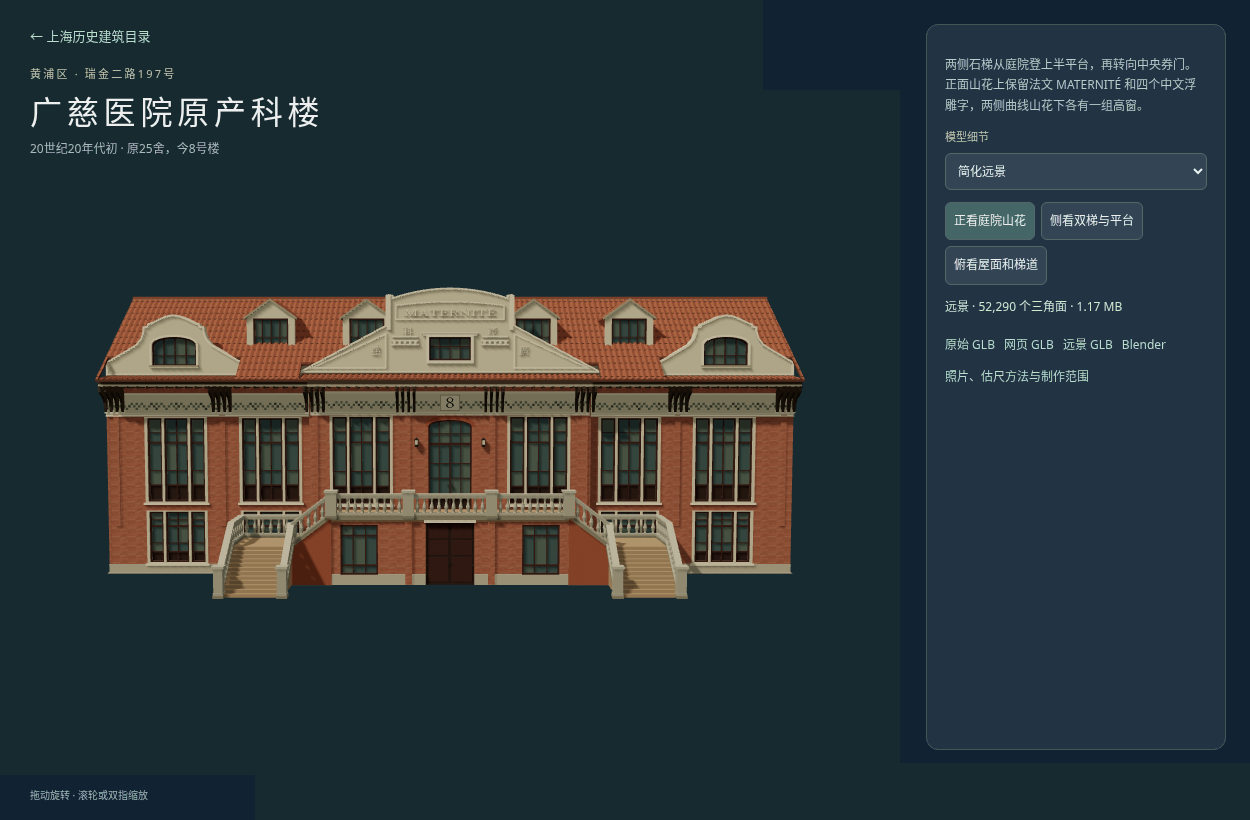 ← 上海历史建筑目录
黄浦区 · 瑞金二路197号
广慈医院原产科楼
20世纪20年代初 · 原25舍，今8号楼
MATERNITÉ
8
拖动旋转 · 滚轮或双指缩放
两侧石梯从庭院登上半平台，再转向中央券门。
正面山花上保留法文 MATERNITÉ 和四个中文浮
雕字，两侧曲线山花下各有一组高窗。
模型细节
简化远景
正看庭院山花
侧看双梯与平台
俯看屋面和梯道
远景 · 52,290 个三角面 · 1.17 MB
原始 GLB 网页 GLB 远景 GLB Blender
照片、估尺方法与制作范围